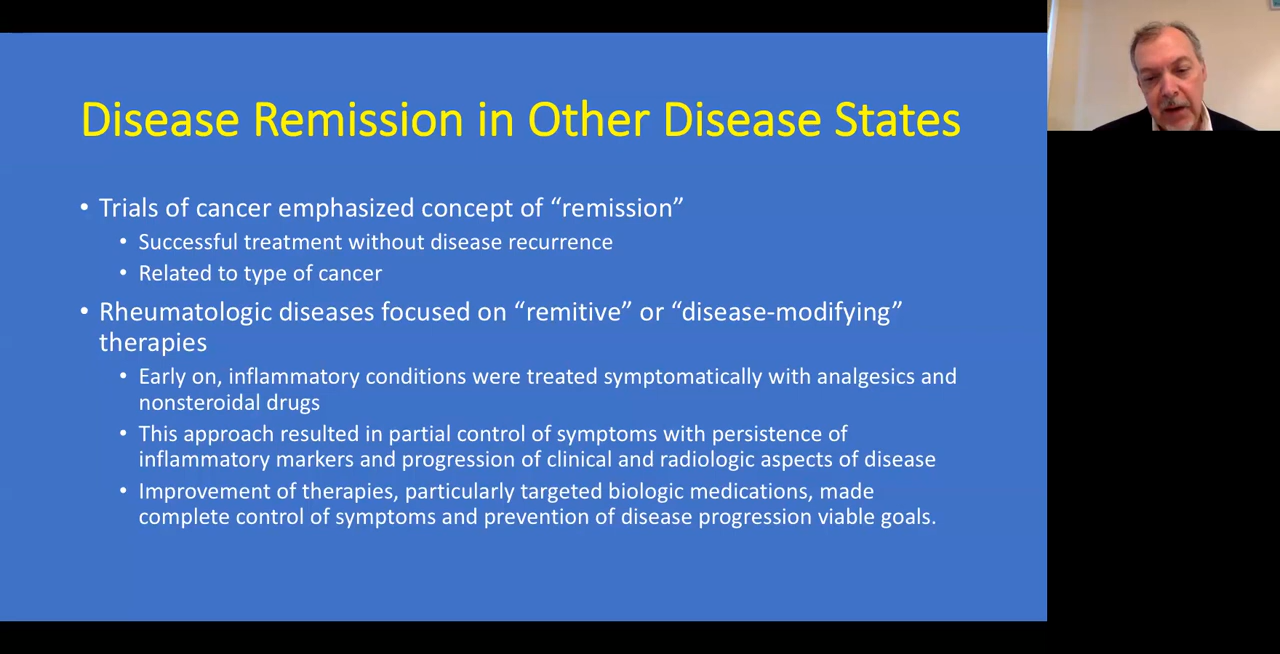 Disease Remission in Other Disease States
• Trials of cancer emphasized concept of “remission”
• Successful treatment without disease recurrence
• Related to type of cancer
• Rheumatologic diseases focused on “remitive” or “disease-modifying”
therapies
• Early on, inflammatory conditions were treated symptomatically with analgesics and
nonsteroidal drugs
• This approach resulted in partial control of symptoms with persistence of
inflammatory markers and progression of clinical and radiologic aspects of disease
• Improvement of therapies, particularly targeted biologic medications, made
complete control of symptoms and prevention of disease progression viable goals.